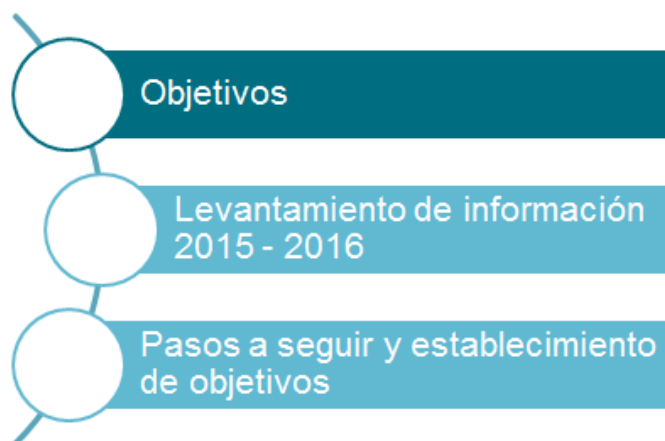 Objetivos
Levantamiento de información
2015 - 2016
Pasos a seguir y establecimiento
de objetivos